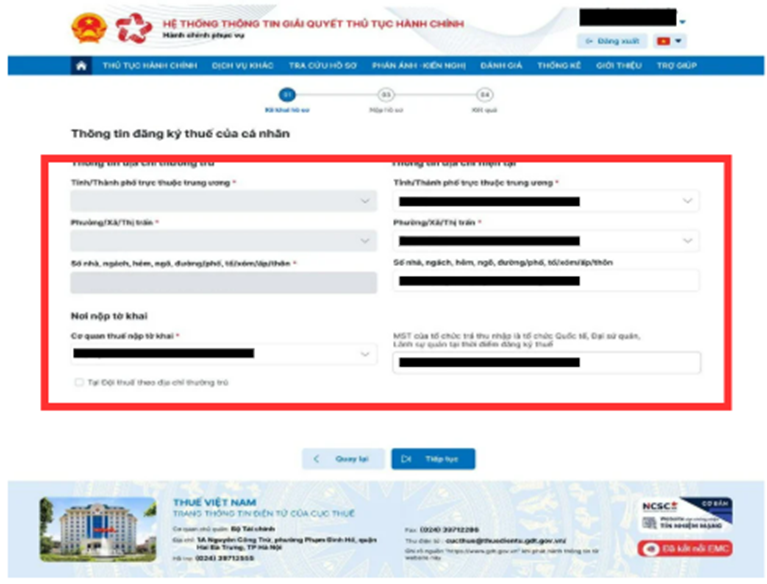 HỆ THỐNG THÔNG TIN GIẢI QUYẾT THỦ TỤC HÀNH CHÍNH
Hành chính phục vụ
Đăng xuất
THỦ TỤC HÀNH CHÍNH DỊCH VỤ KHÁC TRA CỨU HỒ SƠ PHẢN ÁNH -KIẾN NGHỊ ĐÁNH GIÁ THỐNG KÊ GIỚI THIỆU TRỢ GIÚP
01 03 04
Kê khai hồ sơ Nộp hồ sơ Kết quả
Thông tin đăng ký thuế của cá nhân
Thông tin địa chỉ thường trú
Thông tin địa chỉ hiện tại
Tỉnh/Thành phố trực thuộc trung ương *
Tỉnh/Thành phố trực thuộc trung ương *
Phường/Xã/Thị trấn *
Phường/Xã/Thị trấn *
Số nhà, ngách, hẻm, ngõ, đường/phố, tổ/xóm/ấp/thôn *
Số nhà, ngách, hẻm, ngõ, đường/phố, tổ/xóm/ấp/thôn
Nơi nộp tờ khai
Cơ quan thuế nộp tờ khai *
MST của tổ chức trả thu nhập là tổ chức Quốc tế, Đại sứ quán,
Lãnh sự quán tại thời điểm đăng ký thuế
Tại Đội thuế theo địa chỉ thường trú
Quay lại
Tiếp tục
THUẾ VIỆT NAM
TRANG THÔNG TIN ĐIỆN TỬ CỦA CỤC THUẾ
Cơ quan chủ quản: Bộ Tài chính
Địa chỉ: 1A Nguyễn Công Trứ, phường Phạm Đình Hổ, quận
Hai Bà Trưng, TP Hà Nội
Hỗ trợ: (024) 39712555
Fax: (024) 39712286
Thư điện tử: cucthue@thuedientu.gdt.gov.vn/
Ghi rõ nguồn "https://www.gdt.gov.vn" khi phát hành thông tin từ
website này
NCSC
CƠ BẢN
TÍN NHIỆM MẠNG
Đã kết nối EMC